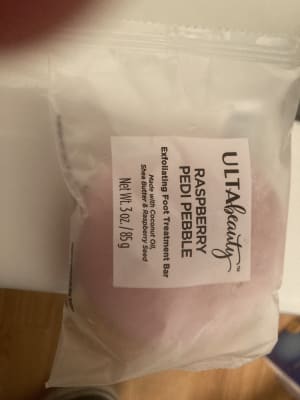 ULTA beauty™
RASPBERRY
PEDI PEBBLE
Exfoliating Foot Treatment Bar
Made with Coconut Oil,
Shea Butter & Raspberry Seed
Net Wt. 3 oz / 85 g